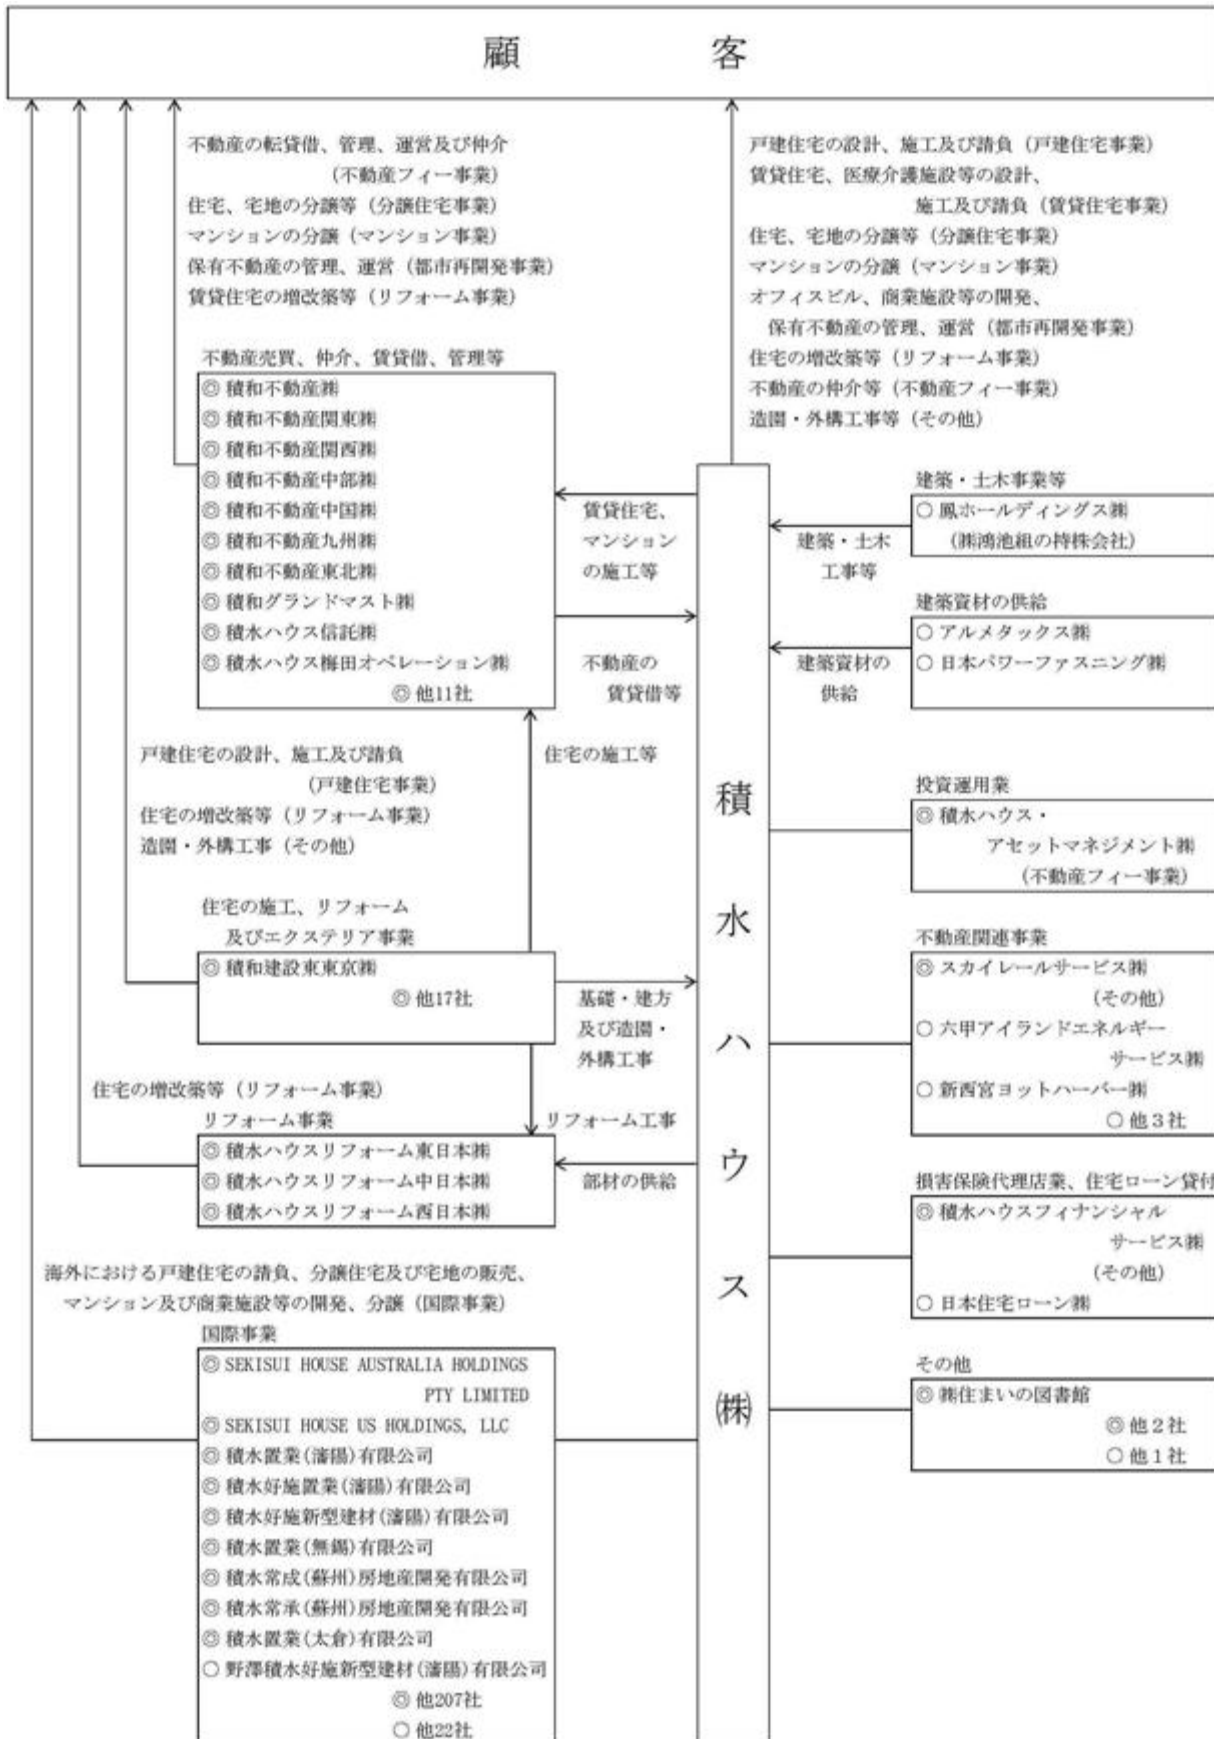 顧客
不動産の転貸借、管理、運営及び仲介
(不動産フィー事業)
住宅、宅地の分譲等 (分譲住宅事業)
マンションの分譲 (マンション事業)
保有不動産の管理、運営 (都市再開発事業)
賃貸住宅の増改築等 (リフォーム事業)
戸建住宅の設計、施工及び請負 (戸建住宅事業)
賃貸住宅、医療介護施設等の設計、
施工及び請負 (賃貸住宅事業)
住宅、宅地の分譲等 (分譲住宅事業)
マンションの分譲 (マンション事業)
オフィスビル、商業施設等の開発、
保有不動産の管理、運営 (都市再開発事業)
住宅の増改築等 (リフォーム事業)
不動産の仲介等 (不動産フィー事業)
造園・外構工事等 (その他)
不動産売買、仲介、賃貸借、管理等
◎ 積和不動産㈱
◎ 積和不動産関東㈱
◎ 積和不動産関西㈱
◎ 積和不動産中部㈱
◎ 積和不動産中国㈱
◎ 積和不動産九州㈱
◎ 積和不動産東北㈱
◎ 積和グランドマスト㈱
◎ 積水ハウス信託㈱
◎ 積水ハウス梅田オペレーション㈱
◎ 他11社
賃貸住宅、
マンション
の施工等
不動産の
賃貸借等
戸建住宅の設計、施工及び請負
(戸建住宅事業)
住宅の増改築等 (リフォーム事業)
造園・外構工事 (その他)
住宅の施工等
住宅の施工、リフォーム
及びエクステリア事業
◎ 積和建設東東京㈱
◎ 他17社
基礎・建方
及び造園・
外構工事
住宅の増改築等 (リフォーム事業)
リフォーム事業
リフォーム工事
◎ 積水ハウスリフォーム東日本㈱
◎ 積水ハウスリフォーム中日本㈱
◎ 積水ハウスリフォーム西日本㈱
部材の供給
海外における戸建住宅の請負、分譲住宅及び宅地の販売、
マンション及び商業施設等の開発、分譲 (国際事業)
国際事業
◎ SEKISUI HOUSE AUSTRALIA HOLDINGS
PTY LIMITED
◎ SEKISUI HOUSE US HOLDINGS, LLC
◎ 積水置業(瀋陽)有限公司
◎ 積水好施置業(瀋陽)有限公司
◎ 積水好施新型建材(瀋陽)有限公司
◎ 積水置業(無錫)有限公司
◎ 積水常成(蘇州)房地産開発有限公司
◎ 積水常承(蘇州)房地産開発有限公司
◎ 積水置業(太倉)有限公司
○ 野澤積水好施新型建材(瀋陽)有限公司
◎ 他207社
○ 他22社
積水ハウス㈱
建築・土木事業等
○ 鳳ホールディングス㈱
(㈱鴻池組の持株会社)
建築・土木
工事等
建築資材の供給
○ アルメタックス㈱
○ 日本パワーファスニング㈱
建築資材の
供給
投資運用業
◎ 積水ハウス・
アセットマネジメント㈱
(不動産フィー事業)
不動産関連事業
◎ スカイレールサービス㈱
(その他)
○ 六甲アイランドエネルギー
サービス㈱
○ 新西宮ヨットハーバー㈱
○ 他３社
損害保険代理店業、住宅ローン貸付
◎ 積水ハウスフィナンシャル
サービス㈱
(その他)
○ 日本住宅ローン㈱
その他
◎ ㈱住まいの図書館
◎ 他２社
○ 他１社